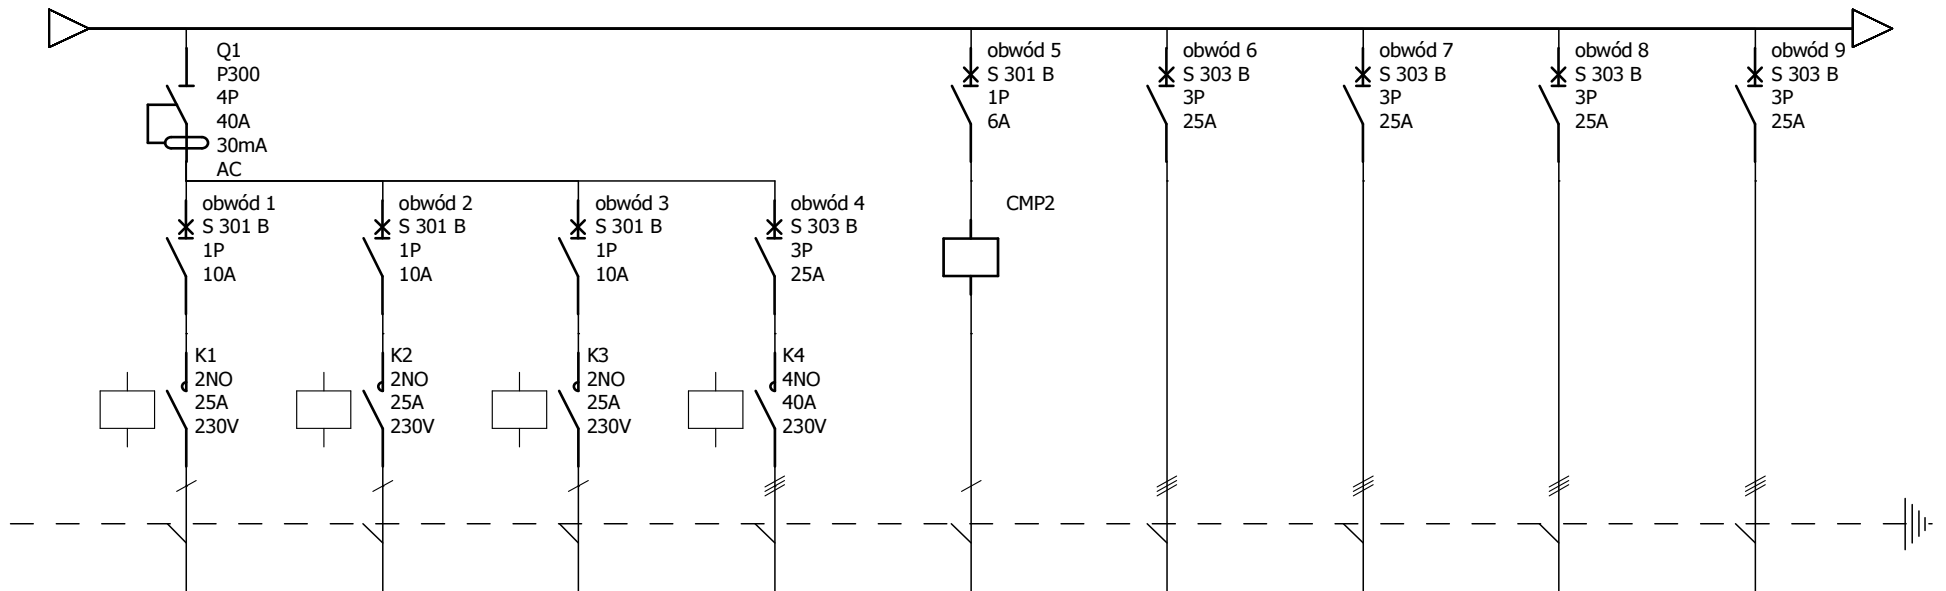 Q1
P300
4P
40A
30mA
AC
obwód 5
S 301 B
1P
6A
obwód 6
S 303 B
3P
25A
obwód 7
S 303 B
3P
25A
obwód 8
S 303 B
3P
25A
obwód 9
S 303 B
3P
25A
obwód 1
S 301 B
1P
10A
obwód 2
S 301 B
1P
10A
obwód 3
S 301 B
1P
10A
obwód 4
S 303 B
3P
25A
CMP2
K1
2NO
25A
230V
K2
2NO
25A
230V
K3
2NO
25A
230V
K4
4NO
40A
230V